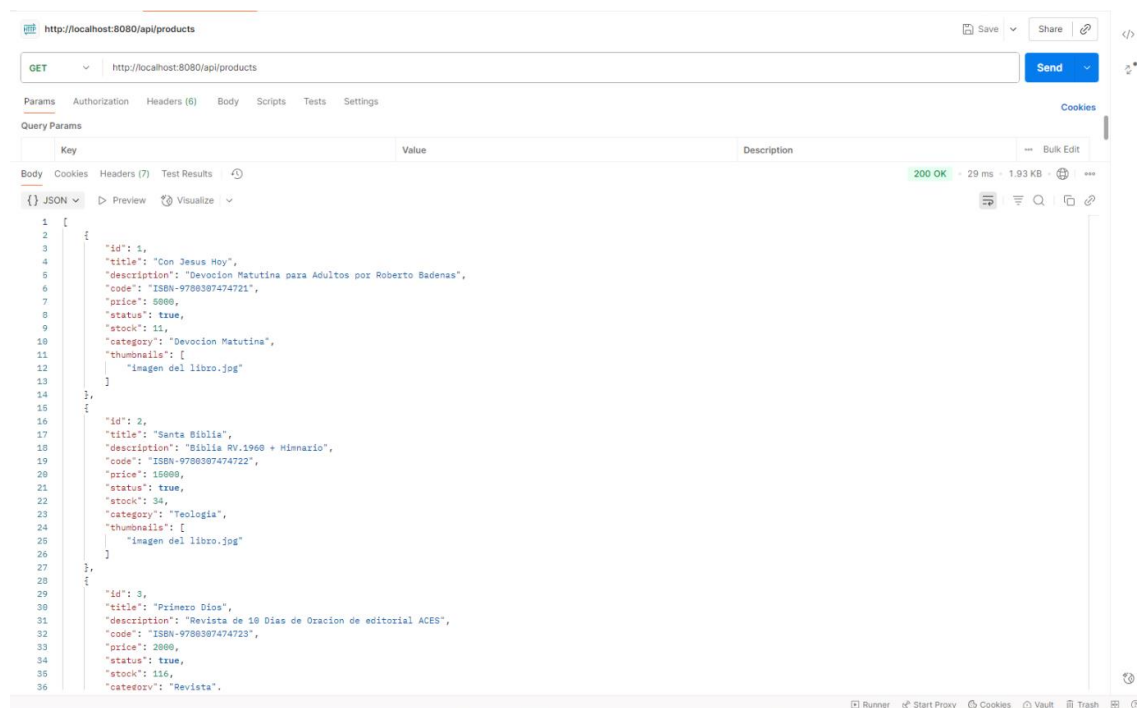 http://localhost:8080/api/products
Save
Share
GET
http://localhost:8080/api/products
Send
Params Authorization Headers (6) Body Scripts Tests Settings
Cookies
Query Params
Key Value Description Bulk Edit
Body Cookies Headers (7) Test Results
200 OK 29 ms 1.93 KB
{} JSON Preview Visualize
1 [
2 {
3 "id": 1,
4 "title": "Con Jesus Hoy",
5 "description": "Devocion Matutina para Adultos por Roberto Badenas",
6 "code": "ISBN-9780307474721",
7 "price": 5000,
8 "status": true,
9 "stock": 11,
10 "category": "Devocion Matutina",
11 "thumbnails": [
12 "imagen del libro.jpg"
13 ]
14 },
15 {
16 "id": 2,
17 "title": "Santa Biblia",
18 "description": "Biblia RV.1960 + Himnario",
19 "code": "ISBN-9780307474722",
20 "price": 15000,
21 "status": true,
22 "stock": 34,
23 "category": "Teologia",
24 "thumbnails": [
25 "imagen del libro.jpg"
26 ]
27 },
28 {
29 "id": 3,
30 "title": "Primero Dios",
31 "description": "Revista de 10 Dias de Oracion de editorial ACES",
32 "code": "ISBN-9780307474723",
33 "price": 2000,
34 "status": true,
35 "stock": 116,
36 "category": "Revista",
Runner Start Proxy Cookies Vault Trash